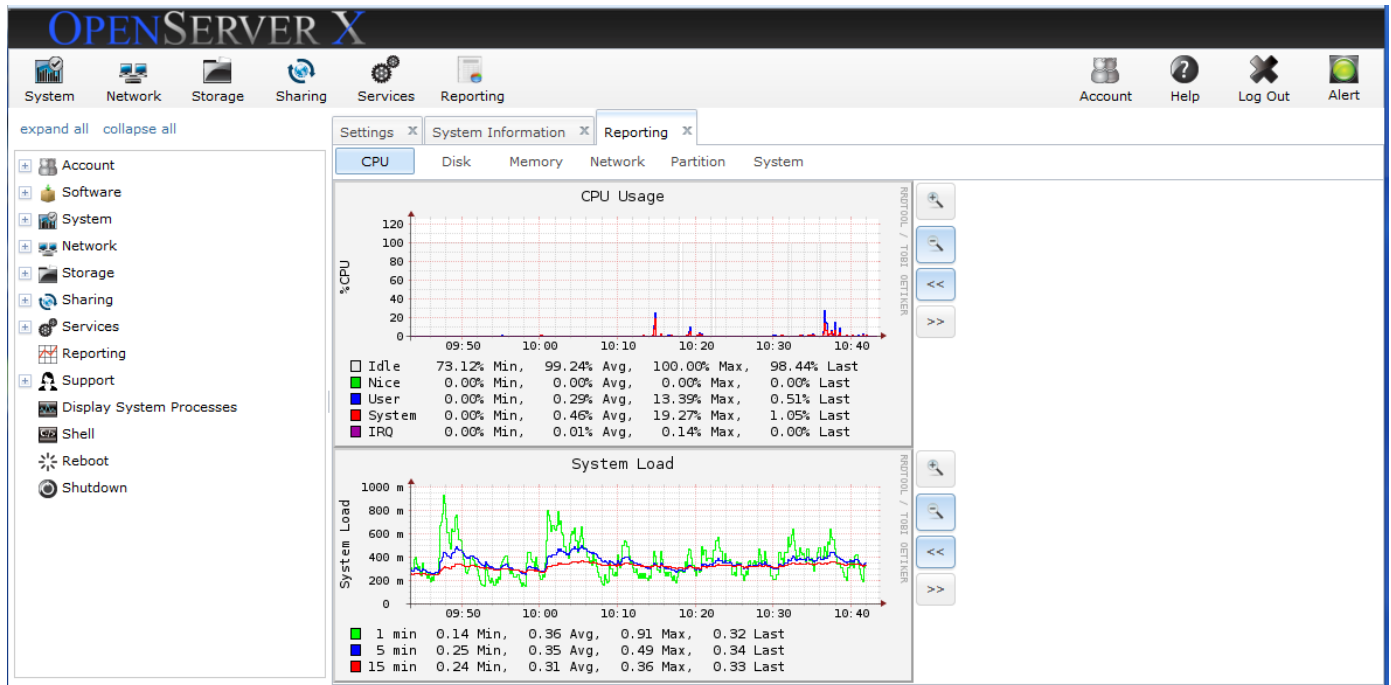 OPENSERVER X
System Network Storage Sharing Services Reporting Account Help Log Out Alert
expand all collapse all
Account
Software
System
Network
Storage
Sharing
Services
Reporting
Support
Display System Processes
Shell
Reboot
Shutdown
Settings x System Information x Reporting x
CPU Disk Memory Network Partition System
CPU Usage
RRDTOOL / TOBI OETIKER
%CPU
120
100
80
60
40
20
0
09:50 10:00 10:10 10:20 10:30 10:40
Idle 73.12% Min, 99.24% Avg, 100.00% Max, 98.44% Last
Nice 0.00% Min, 0.00% Avg, 0.00% Max, 0.00% Last
User 0.00% Min, 0.29% Avg, 13.39% Max, 0.51% Last
System 0.00% Min, 0.46% Avg, 19.27% Max, 1.05% Last
IRQ 0.00% Min, 0.01% Avg, 0.14% Max, 0.00% Last
<<
>>
System Load
RRDTOOL / TOBI OETIKER
System Load
1000 m
800 m
600 m
400 m
200 m
0
09:50 10:00 10:10 10:20 10:30 10:40
1 min 0.14 Min, 0.36 Avg, 0.91 Max, 0.32 Last
5 min 0.25 Min, 0.35 Avg, 0.49 Max, 0.34 Last
15 min 0.24 Min, 0.31 Avg, 0.36 Max, 0.33 Last
<<
>>